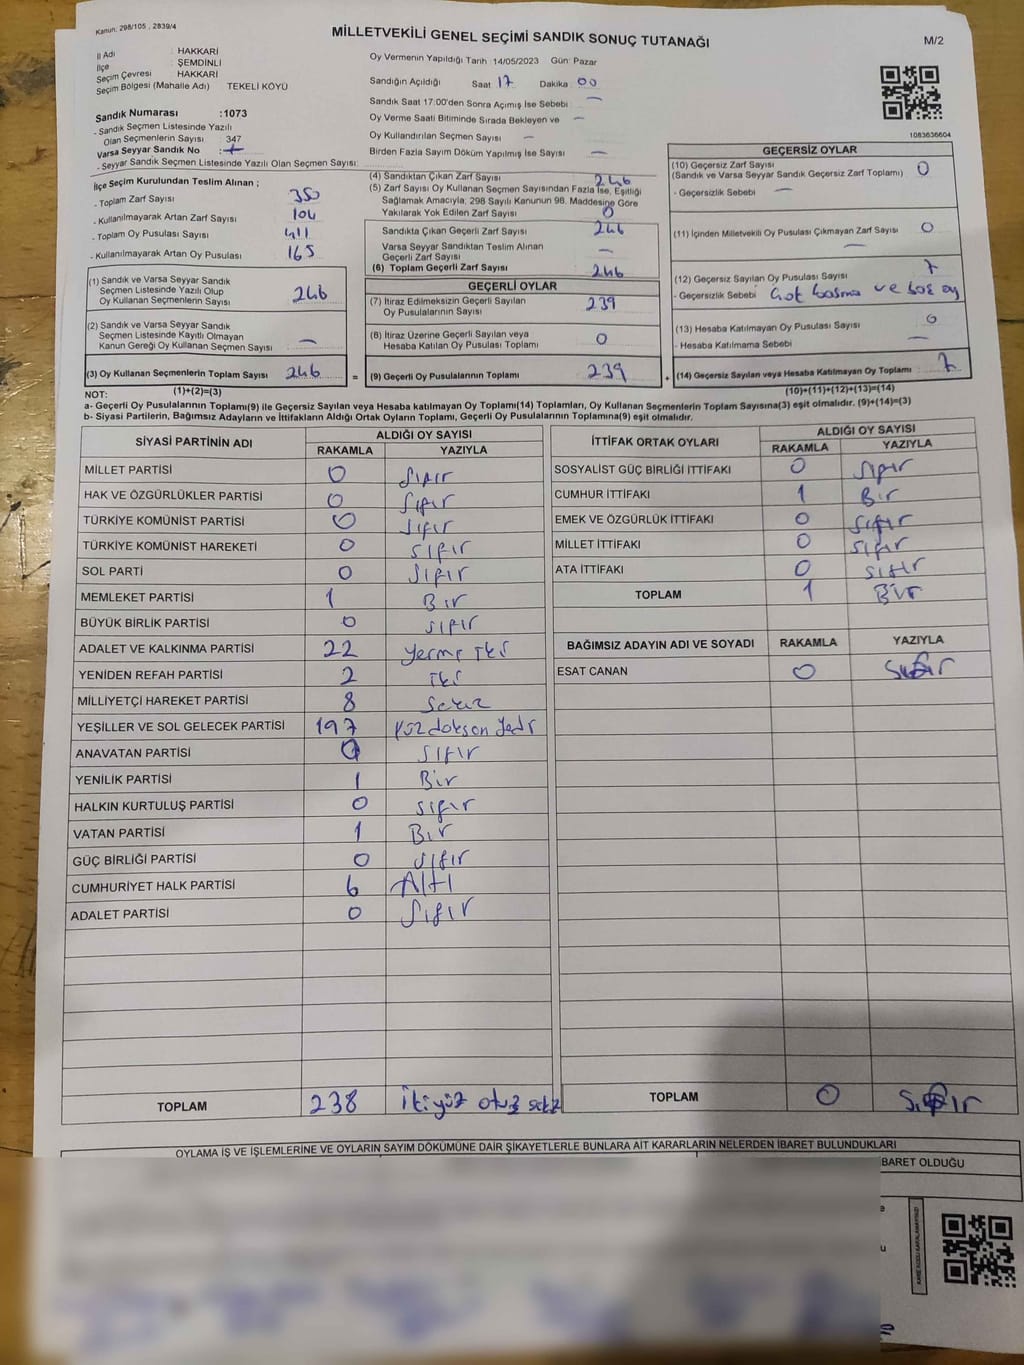 Kanun: 298/105 , 2839/4
MİLLETVEKİLİ GENEL SEÇİMİ SANDIK SONUÇ TUTANAĞI
M/2
İl Adı : HAKKARİ
İlçe : ŞEMDİNLİ
Seçim Çevresi : HAKKARİ
Seçim Bölgesi (Mahalle Adı) TEKELİ KÖYÜ
Sandık Numarası :1073
- Sandık Seçmen Listesinde Yazılı
Olan Seçmenlerin Sayısı : 347
Varsa Seyyar Sandık No :
- Seyyar Sandık Seçmen Listesinde Yazılı Olan Seçmen Sayısı:
Oy Vermenin Yapıldığı Tarih 14/05/2023 Gün: Pazar
Sandığın Açıldığı Saat 17 Dakika 00
Sandık Saat 17:00'den Sonra Açımış İse Sebebi : —
Oy Verme Saati Bitiminde Sırada Bekleyen ve —
Oy Kullandırılan Seçmen Sayısı —
Birden Fazla Sayım Döküm Yapılmış İse Sayısı —
1083636604
İlçe Seçim Kurulundan Teslim Alınan ;
- Toplam Zarf Sayısı 350
- Kullanılmayarak Artan Zarf Sayısı 104
- Toplam Oy Pusulası Sayısı 411
- Kullanılmayarak Artan Oy Pusulası 165
(1) Sandık ve Varsa Seyyar Sandık
Seçmen Listesinde Yazılı Olup
Oy Kullanan Seçmenlerin Sayısı 246
(2) Sandık ve Varsa Seyyar Sandık
Seçmen Listesinde Kayıtlı Olmayan
Kanun Gereği Oy Kullanan Seçmen Sayısı —
(3) Oy Kullanan Seçmenlerin Toplam Sayısı 246 =
(4) Sandıktan Çıkan Zarf Sayısı 246
(5) Zarf Sayısı Oy Kullanan Seçmen Sayısından Fazla İse, Eşitliği
Sağlamak Amacıyla, 298 Sayılı Kanunun 98. Maddesine Göre
Yakılarak Yok Edilen Zarf Sayısı 0
Sandıkta Çıkan Geçerli Zarf Sayısı 246
Varsa Seyyar Sandıktan Teslim Alınan
Geçerli Zarf Sayısı —
(6) Toplam Geçerli Zarf Sayısı 246
GEÇERLİ OYLAR
(7) İtiraz Edilmeksizin Geçerli Sayılan
Oy Pusulalarının Sayısı 239
(8) İtiraz Üzerine Geçerli Sayılan veya
Hesaba Katılan Oy Pusulası Toplamı 0
(9) Geçerli Oy Pusulalarının Toplamı 239 +
GEÇERSİZ OYLAR
(10) Geçersiz Zarf Sayısı
(Sandık ve Varsa Seyyar Sandık Geçersiz Zarf Toplamı) 0
- Geçersizlik Sebebi —
(11) İçinden Milletvekili Oy Pusulası Çıkmayan Zarf Sayısı 0
—
(12) Geçersiz Sayılan Oy Pusulası Sayısı 7
- Geçersizlik Sebebi Çok basma ve boş oy
(13) Hesaba Katılmayan Oy Pusulası Sayısı 0
- Hesaba Katılmama Sebebi —
(14) Geçersiz Sayılan veya Hesaba Katılmayan Oy Toplamı 7
NOT: (1)+(2)=(3) (10)+(11)+(12)+(13)=(14)
a- Geçerli Oy Pusulalarının Toplamı(9) ile Geçersiz Sayılan veya Hesaba katılmayan Oy Toplamı(14) Toplamları, Oy Kullanan Seçmenlerin Toplam Sayısına(3) eşit olmalıdır. (9)+(14)=(3)
b- Siyasi Partilerin, Bağımsız Adayların ve İttifakların Aldığı Ortak Oyların Toplamı, Geçerli Oy Pusulalarının Toplamına(9) eşit olmalıdır.
SİYASİ PARTİNİN ADI ALDIĞI OY SAYISI
RAKAMLA YAZIYLA
MİLLET PARTİSİ 0 Sıfır
HAK VE ÖZGÜRLÜKLER PARTİSİ 0 Sıfır
TÜRKİYE KOMÜNİST PARTİSİ 0 Sıfır
TÜRKİYE KOMÜNİST HAREKETİ 0 Sıfır
SOL PARTİ 0 Sıfır
MEMLEKET PARTİSİ 1 Bir
BÜYÜK BİRLİK PARTİSİ 0 Sıfır
ADALET VE KALKINMA PARTİSİ 22 Yermi iki
YENİDEN REFAH PARTİSİ 2 iki
MİLLİYETÇİ HAREKET PARTİSİ 8 Sekiz
YEŞİLLER VE SOL GELECEK PARTİSİ 197 Yüz doksan yedi
ANAVATAN PARTİSİ 0 Sıfır
YENİLİK PARTİSİ 1 Bir
HALKIN KURTULUŞ PARTİSİ 0 Sıfır
VATAN PARTİSİ 1 Bir
GÜÇ BİRLİĞİ PARTİSİ 0 Sıfır
CUMHURİYET HALK PARTİSİ 6 Altı
ADALET PARTİSİ 0 Sıfır
TOPLAM 238 İkiyüz otuz sekiz
İTTİFAK ORTAK OYLARI ALDIĞI OY SAYISI
RAKAMLA YAZIYLA
SOSYALİST GÜÇ BİRLİĞİ İTTİFAKI 0 Sıfır
CUMHUR İTTİFAKI 1 Bir
EMEK VE ÖZGÜRLÜK İTTİFAKI 0 Sıfır
MİLLET İTTİFAKI 0 Sıfır
ATA İTTİFAKI 0 Sıfır
TOPLAM 1 Bir
BAĞIMSIZ ADAYIN ADI VE SOYADI RAKAMLA YAZIYLA
ESAT CANAN 0 Sıfır
TOPLAM 0 Sıfır
OYLAMA İŞ VE İŞLEMLERİNE VE OYLARIN SAYIM DÖKÜMÜNE DAİR ŞİKAYETLERLE BUNLARA AİT KARARLARIN NELERDEN İBARET BULUNDUKLARI
BARET OLDUĞU